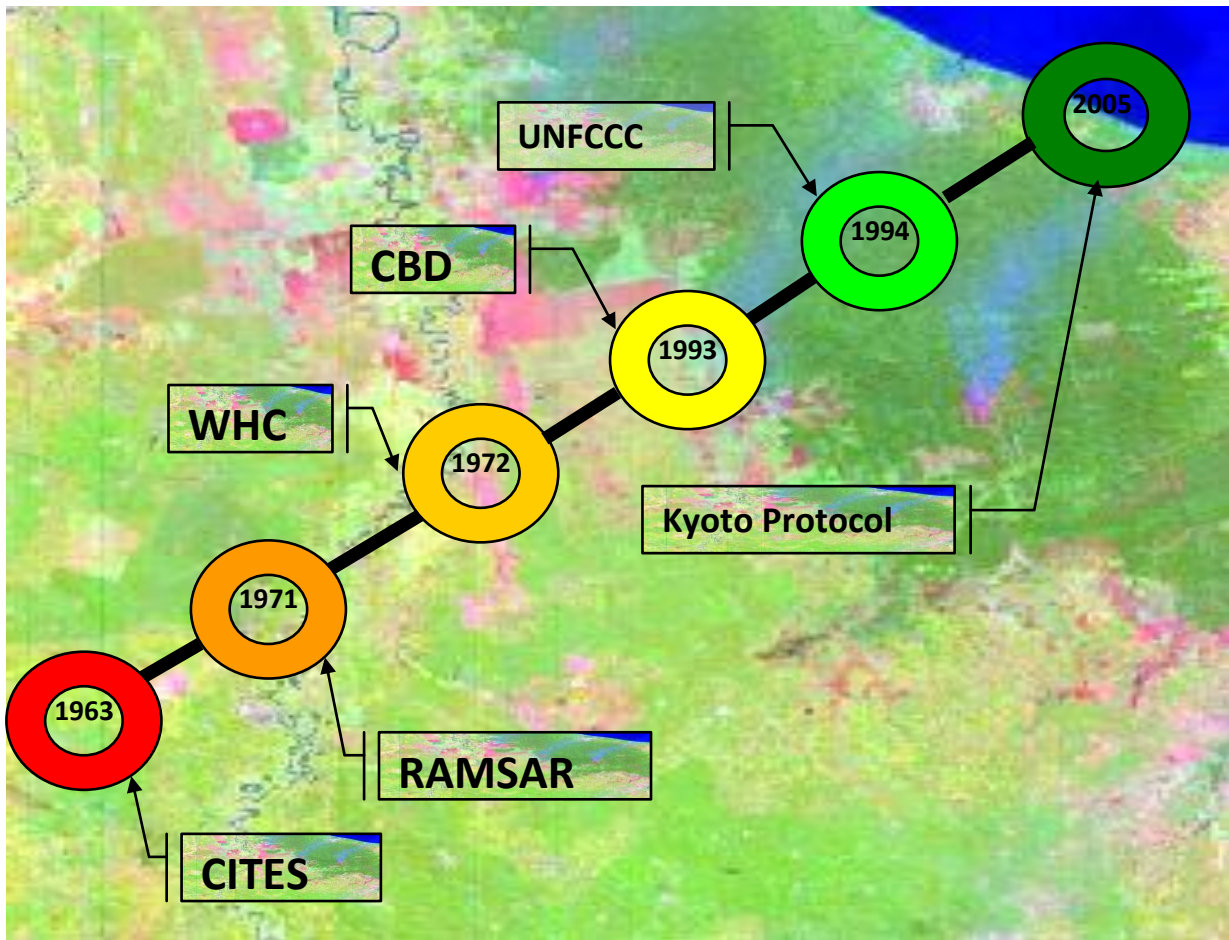 2005
UNFCCC
1994
CBD
1993
WHC
1972
Kyoto Protocol
1971
RAMSAR
1963
CITES